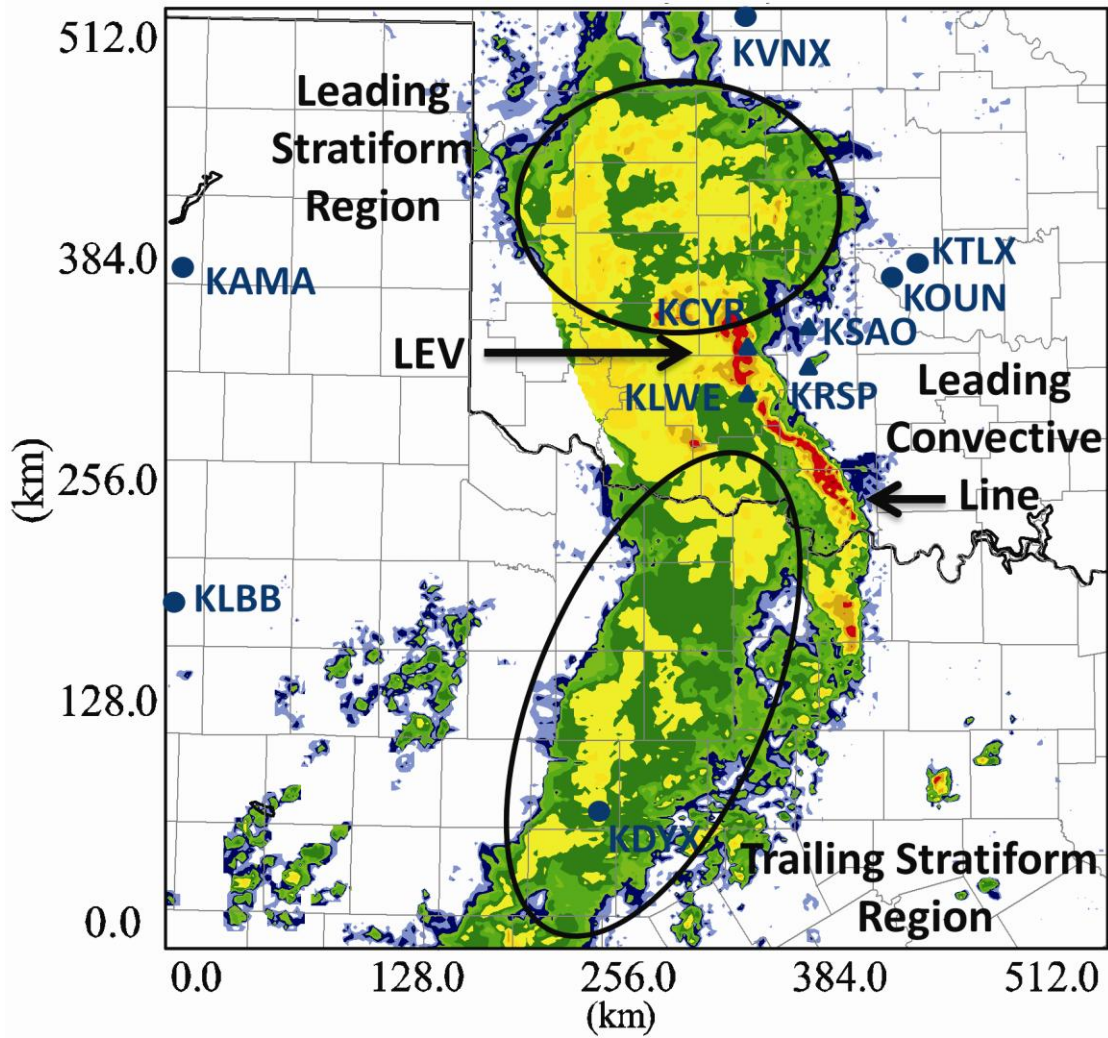 512.0
KVNX
Leading
Stratiform
Region
384.0
KAMA
KTLX
KOUN
KCYR
KSAO
LEV
KLWE
KRSP
Leading
Convective
Line
256.0
(km)
KLBB
128.0
KDYX
Trailing Stratiform
Region
0.0
0.0
128.0
256.0
384.0
512.0
(km)